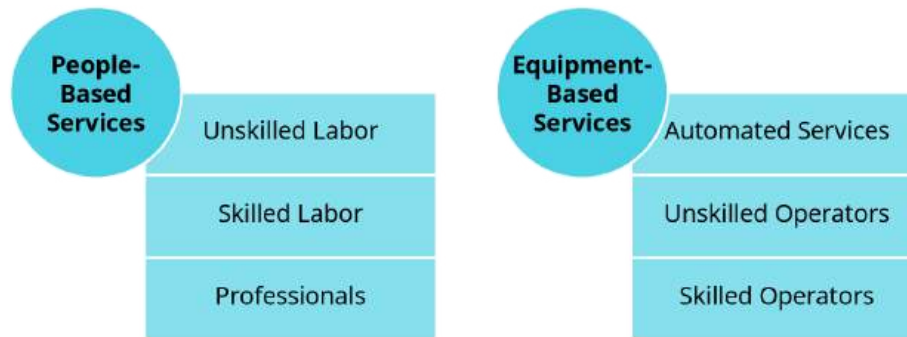 People-
Based
Services
Unskilled Labor
Skilled Labor
Professionals
Equipment-
Based
Services
Automated Services
Unskilled Operators
Skilled Operators